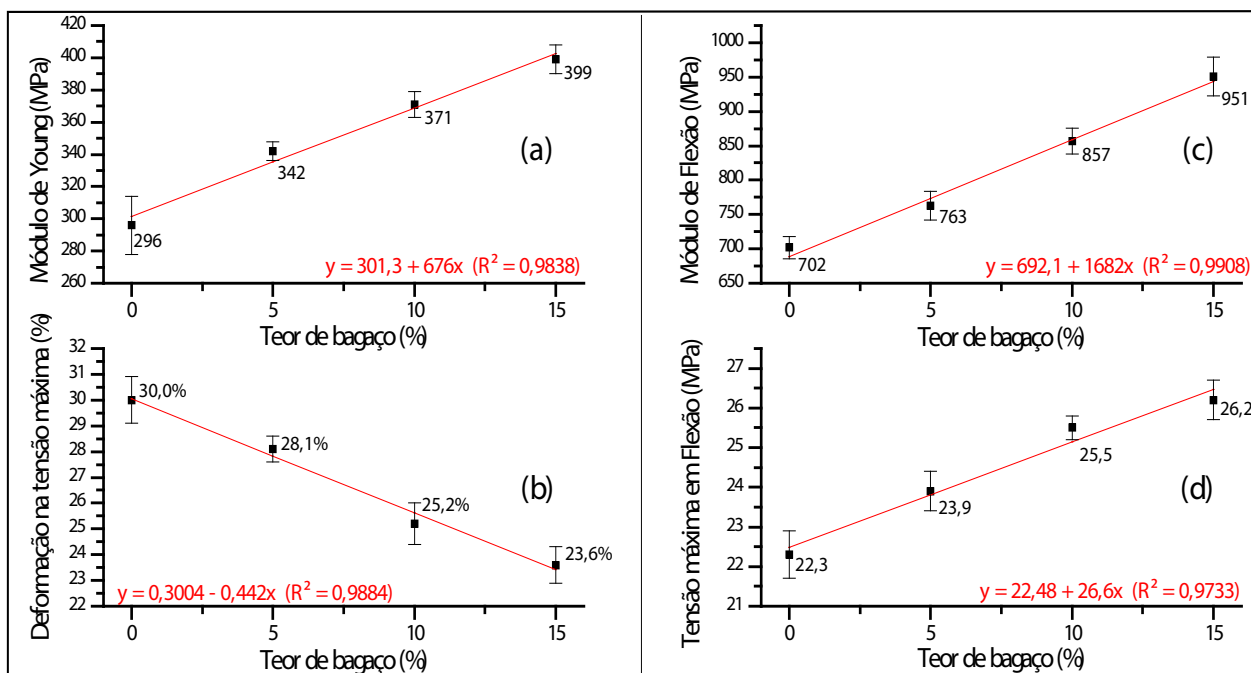 Módulo de Young (MPa)
420
400
380
360
340
320
300
280
260
296
342
371
399
(a)
y = 301,3 + 676x (R² = 0,9838)
0 5 10 15
Teor de bagaço (%)
Deformação na tensão máxima (%)
32
31
30
29
28
27
26
25
24
23
22
30,0%
28,1%
25,2%
23,6%
(b)
y = 0,3004 - 0,442x (R² = 0,9884)
0 5 10 15
Teor de bagaço (%)
Módulo de Flexão (MPa)
1000
950
900
850
800
750
700
650
702
763
857
951
(c)
y = 692,1 + 1682x (R² = 0,9908)
0 5 10 15
Teor de bagaço (%)
Tensão máxima em Flexão (MPa)
27
26
25
24
23
22
21
22,3
23,9
25,5
26,2
(d)
y = 22,48 + 26,6x (R² = 0,9733)
0 5 10 15
Teor de bagaço (%)